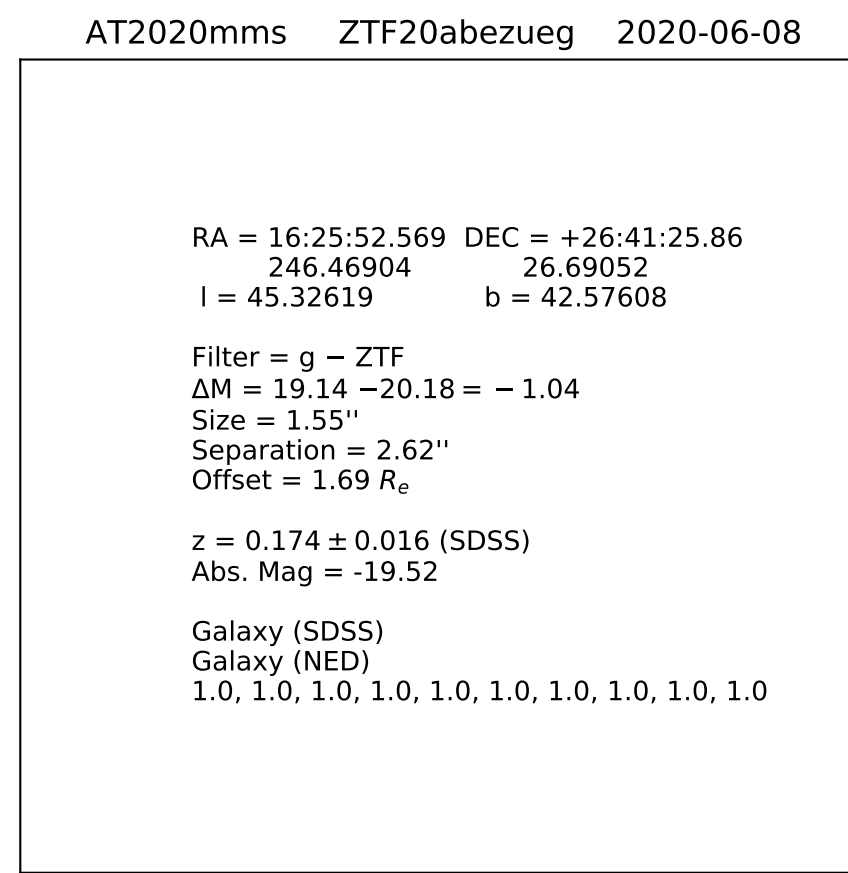 AT2020mms ZTF20abezueg 2020-06-08
RA = 16:25:52.569 DEC = +26:41:25.86
246.46904 26.69052
l = 45.32619 b = 42.57608
Filter = g − ZTF
ΔM = 19.14 −20.18 = − 1.04
Size = 1.55''
Separation = 2.62''
Offset = 1.69 Rₑ
z = 0.174 ± 0.016 (SDSS)
Abs. Mag = -19.52
Galaxy (SDSS)
Galaxy (NED)
1.0, 1.0, 1.0, 1.0, 1.0, 1.0, 1.0, 1.0, 1.0, 1.0